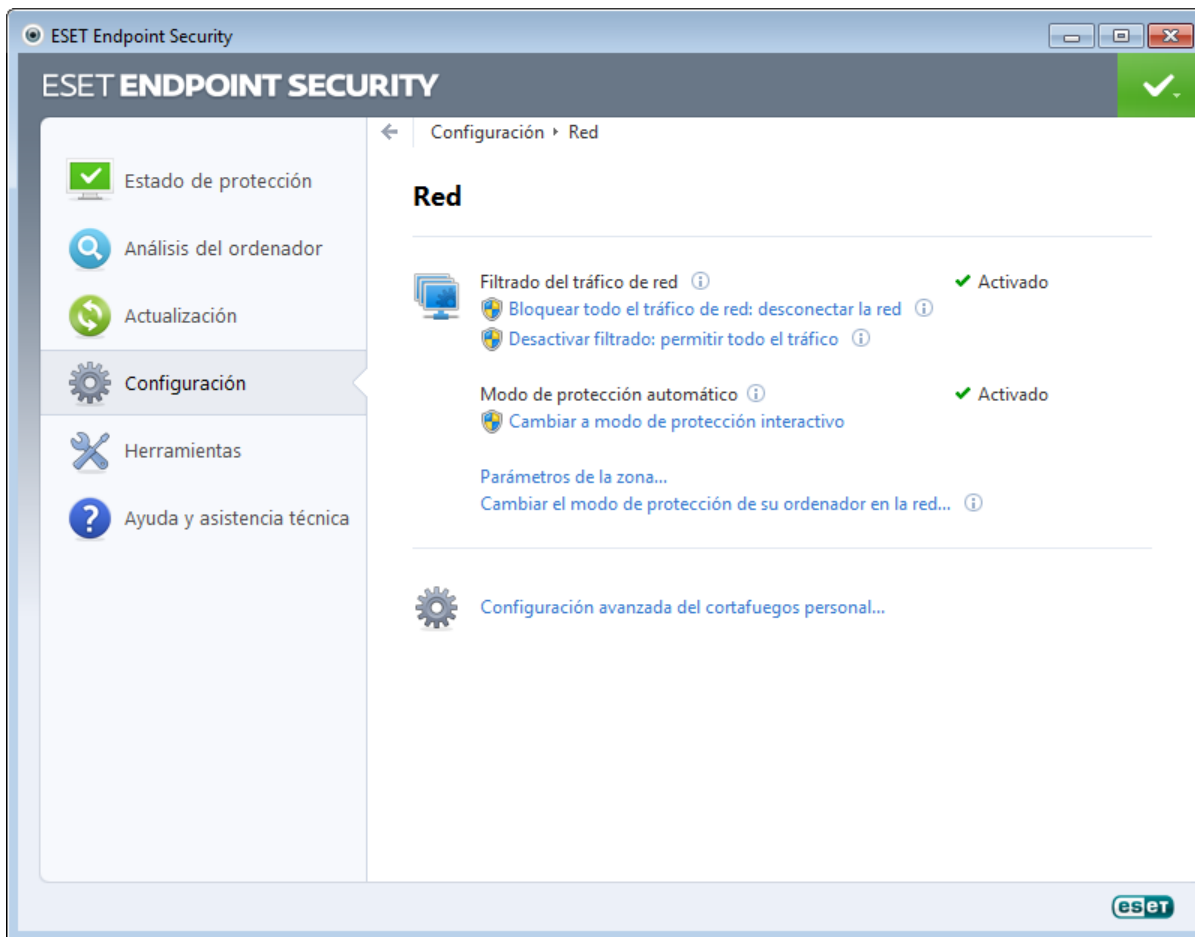 ESET Endpoint Security
ESET ENDPOINT SECURITY
Configuración ▸ Red
Estado de protección
Análisis del ordenador
Actualización
Configuración
Herramientas
Ayuda y asistencia técnica
Red
Filtrado del tráfico de red Activado
Bloquear todo el tráfico de red: desconectar la red
Desactivar filtrado: permitir todo el tráfico
Modo de protección automático Activado
Cambiar a modo de protección interactivo
Parámetros de la zona...
Cambiar el modo de protección de su ordenador en la red...
Configuración avanzada del cortafuegos personal...
eset